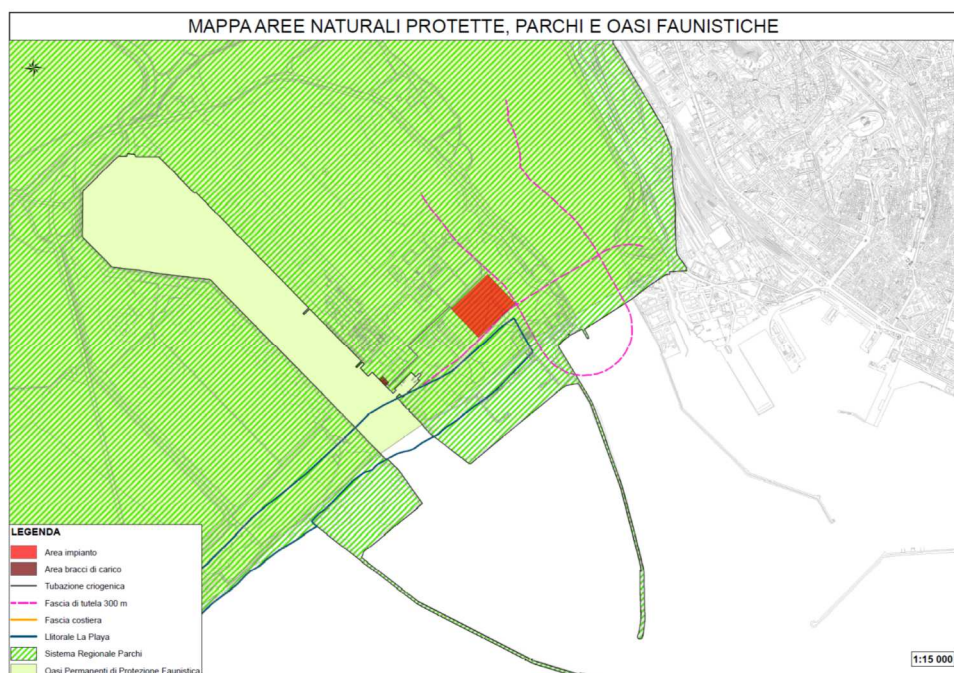 MAPPA AREE NATURALI PROTETTE, PARCHI E OASI FAUNISTICHE
LEGENDA
Area impianto
Area bracci di carico
Tubazione criogenica
Fascia di tutela 300 m
Fascia costiera
Llitorale La Playa
Sistema Regionale Parchi
Oasi Permanenti di Protezione Faunistica
1:15 000